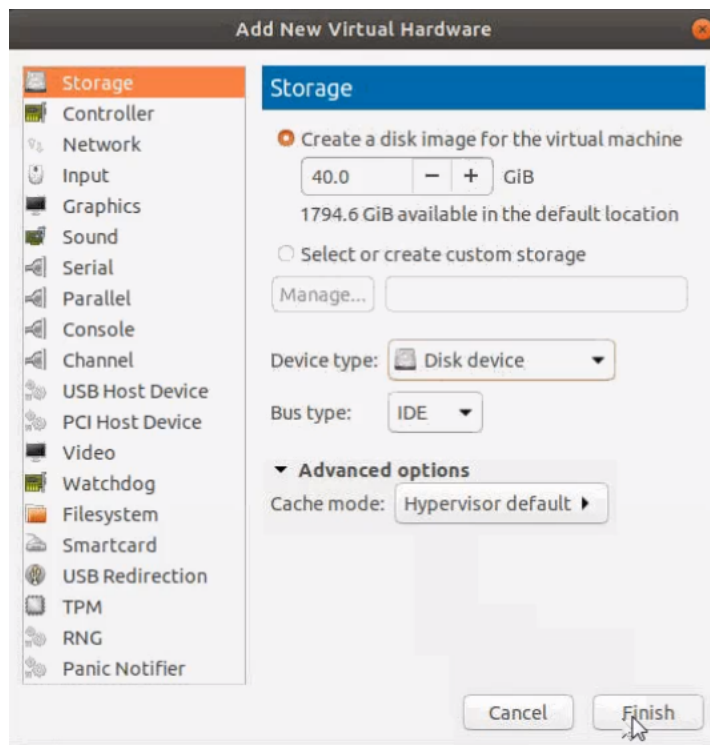 Add New Virtual Hardware
Storage
Controller
Network
Input
Graphics
Sound
Serial
Parallel
Console
Channel
USB Host Device
PCI Host Device
Video
Watchdog
Filesystem
Smartcard
USB Redirection
TPM
RNG
Panic Notifier
Storage
Create a disk image for the virtual machine
40.0 − + GiB
1794.6 GiB available in the default location
Select or create custom storage
Manage...
Device type: Disk device
Bus type: IDE
Advanced options
Cache mode: Hypervisor default
Cancel Finish